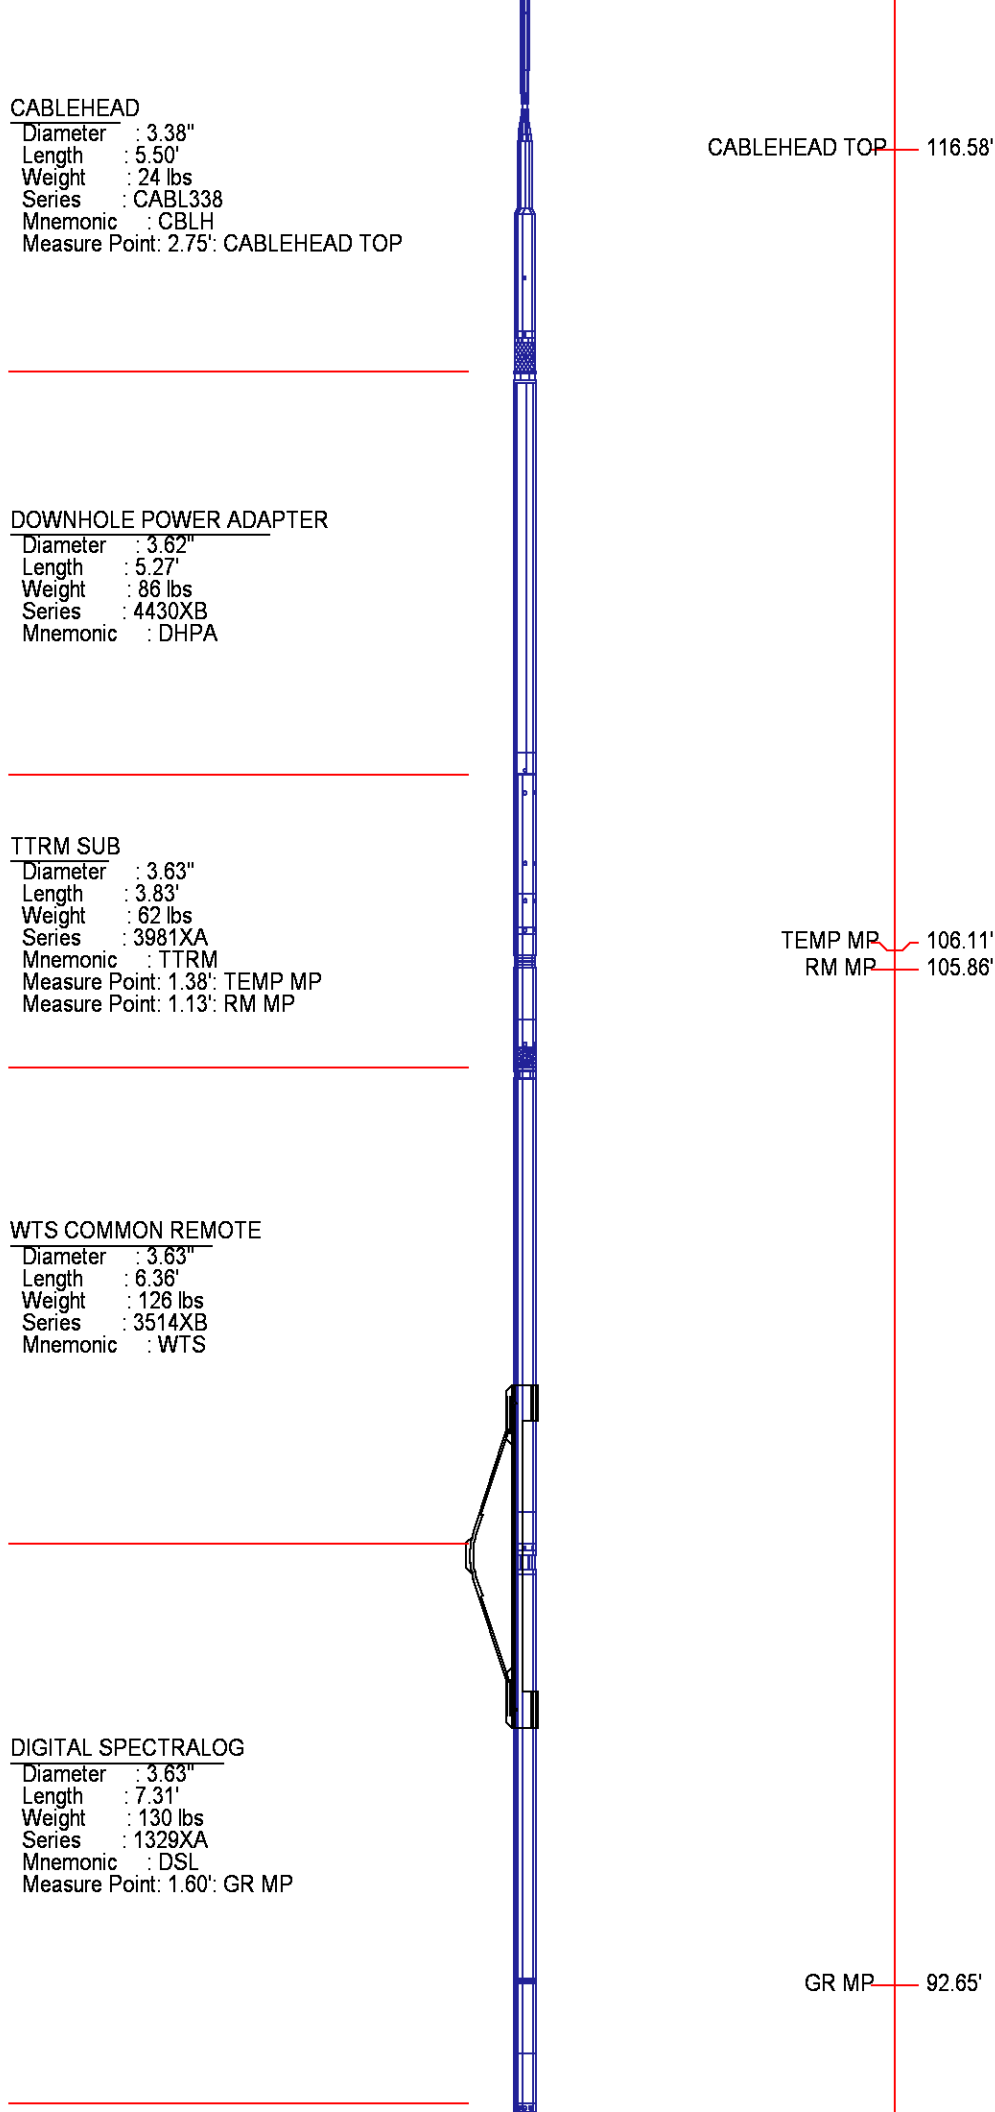 CABLEHEAD
Diameter : 3.38"
Length : 5.50'
Weight : 24 lbs
Series : CABL338
Mnemonic : CBLH
Measure Point: 2.75': CABLEHEAD TOP
CABLEHEAD TOP 116.58'
DOWNHOLE POWER ADAPTER
Diameter : 3.62"
Length : 5.27'
Weight : 86 lbs
Series : 4430XB
Mnemonic : DHPA
TTRM SUB
Diameter : 3.63"
Length : 3.83'
Weight : 62 lbs
Series : 3981XA
Mnemonic : TTRM
Measure Point: 1.38': TEMP MP
Measure Point: 1.13': RM MP
TEMP MP 106.11'
RM MP 105.86'
WTS COMMON REMOTE
Diameter : 3.63"
Length : 6.36'
Weight : 126 lbs
Series : 3514XB
Mnemonic : WTS
DIGITAL SPECTRALOG
Diameter : 3.63"
Length : 7.31'
Weight : 130 lbs
Series : 1329XA
Mnemonic : DSL
Measure Point: 1.60': GR MP
GR MP 92.65'